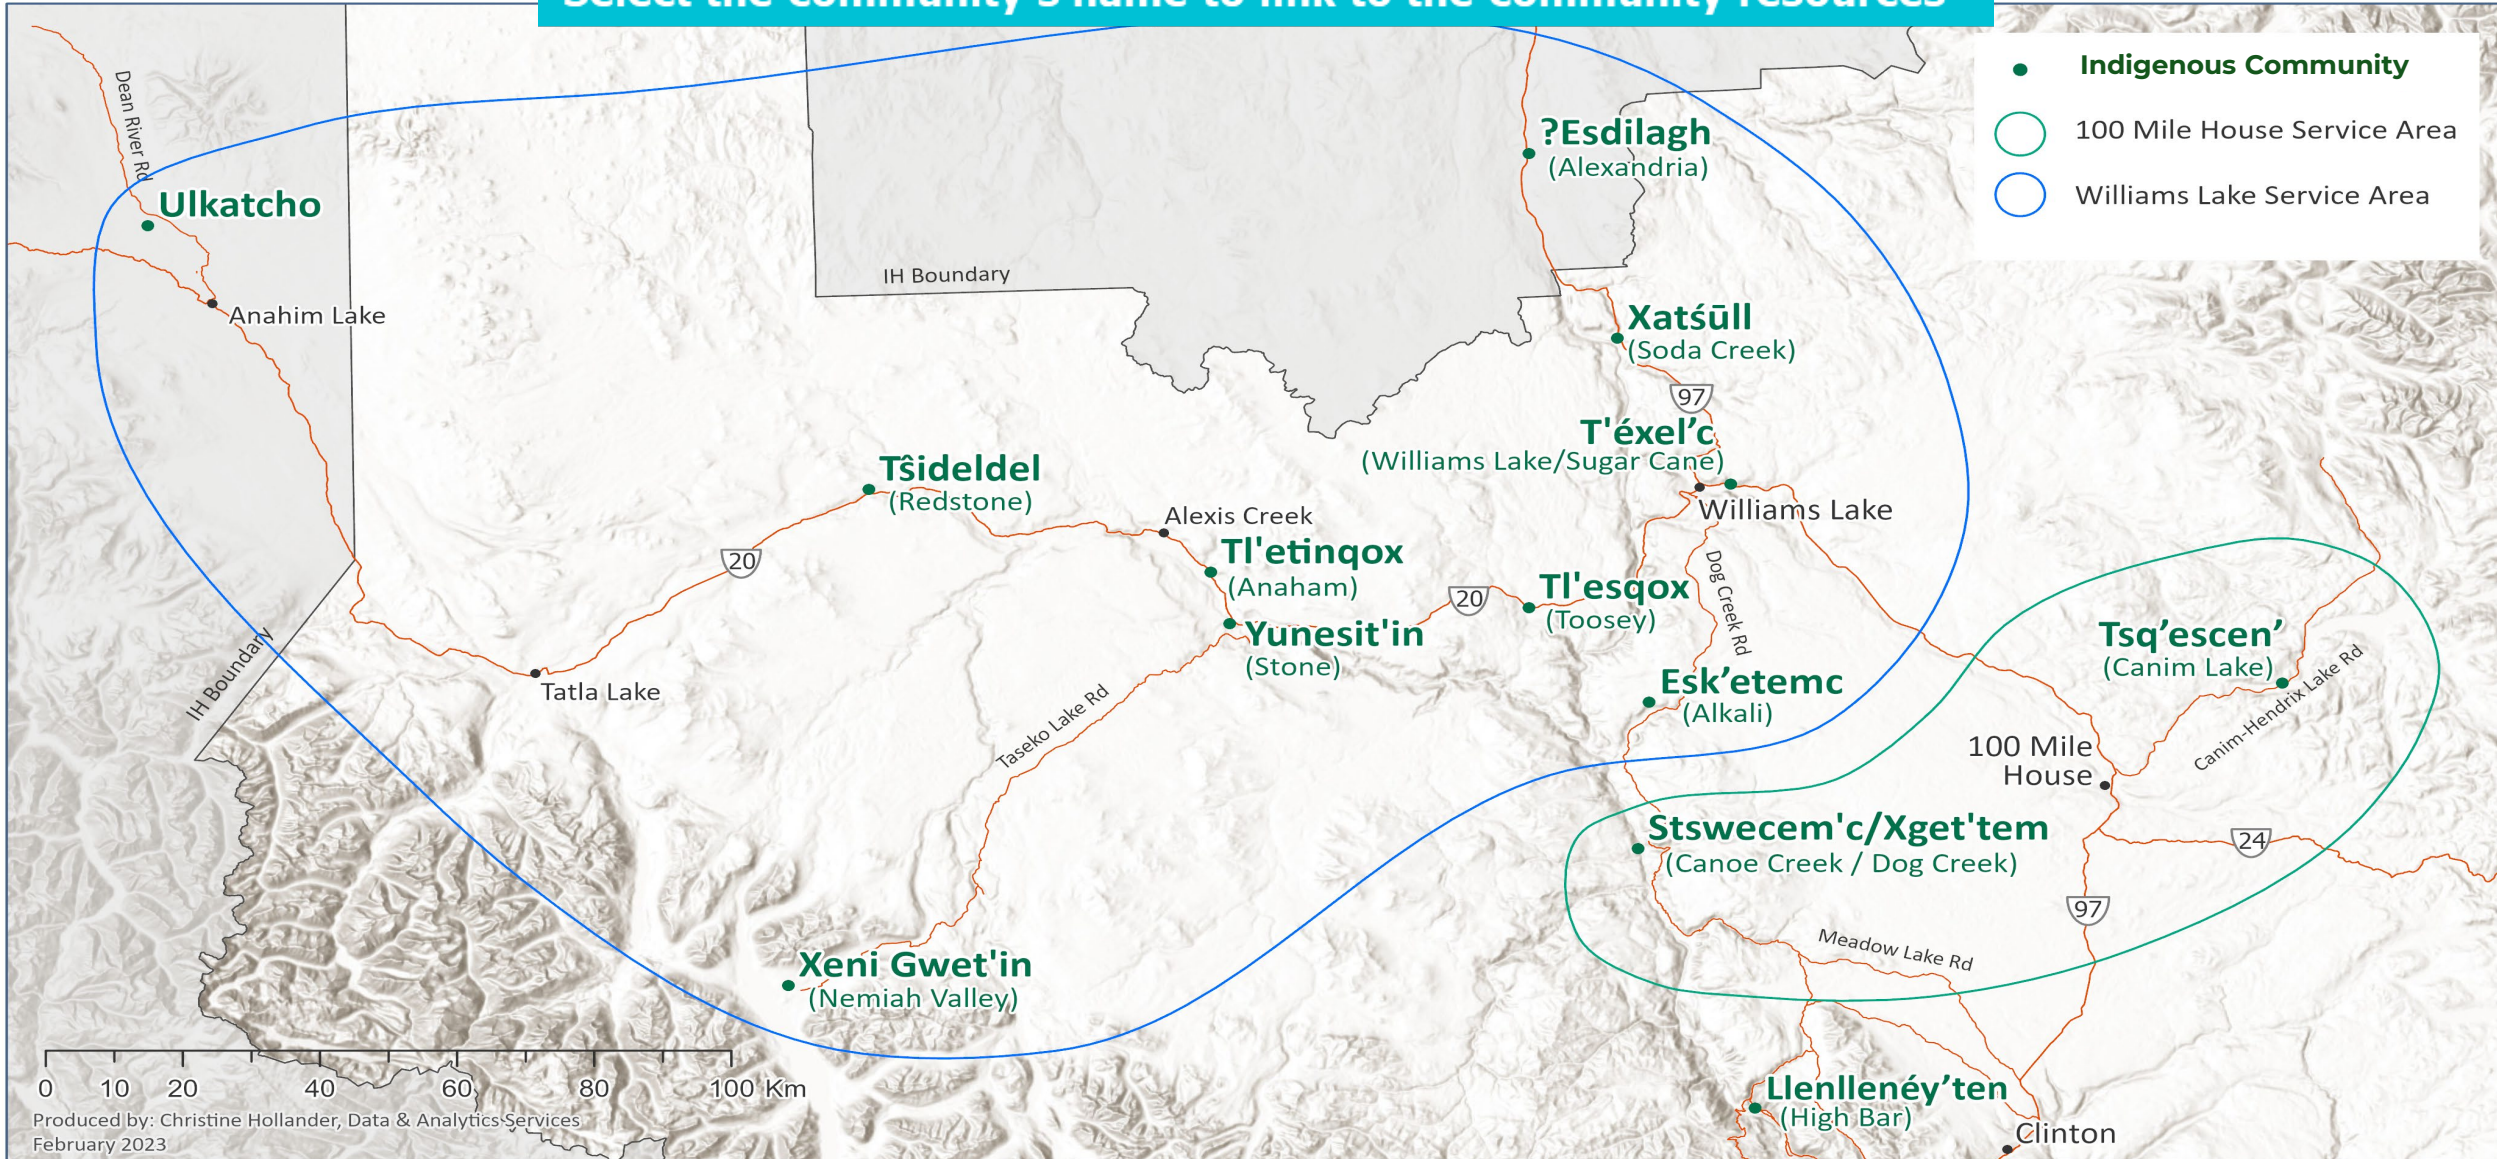 Select the community's name to link to the community resources
Indigenous Community
100 Mile House Service Area
Williams Lake Service Area
Dean River Rd
Ulkatcho
Anahim Lake
IH Boundary
?Esdilagh
(Alexandria)
Xatśūll
(Soda Creek)
97
T'éxel’c
(Williams Lake/Sugar Cane)
Williams Lake
Tŝideldel
(Redstone)
Alexis Creek
20
Tl'etinqox
(Anaham)
20
Tl'esqox
(Toosey)
Dog Creek Rd
Yunesit'in
(Stone)
IH Boundary
Tatla Lake
Taseko Lake Rd
Esk’etemc
(Alkali)
Tsq’escen’
(Canim Lake)
Canim-Hendrix Lake Rd
100 Mile
House
Stswecem'c/Xget'tem
(Canoe Creek / Dog Creek)
24
97
Meadow Lake Rd
Xeni Gwet'in
(Nemiah Valley)
Llenllenéy’ten
(High Bar)
Clinton
0 10 20 40 60 80 100 Km
Produced by: Christine Hollander, Data & Analytics Services
February 2023